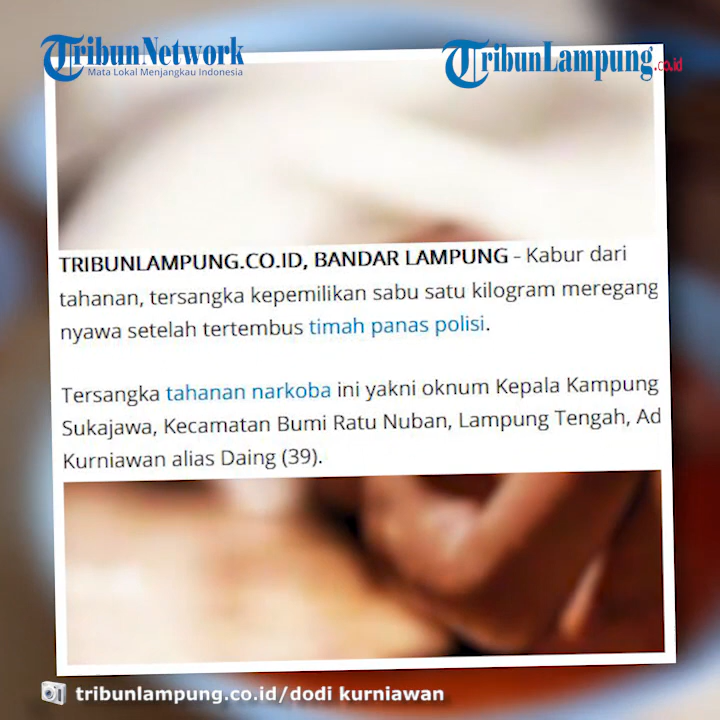 TribunNetwork
Mata Lokal Menjangkau Indonesia
TribunLampung.co.id
TRIBUNLAMPUNG.CO.ID, BANDAR LAMPUNG - Kabur dari
tahanan, tersangka kepemilikan sabu satu kilogram meregang
nyawa setelah tertembus timah panas polisi.
Tersangka tahanan narkoba ini yakni oknum Kepala Kampung
Sukajawa, Kecamatan Bumi Ratu Nuban, Lampung Tengah, Ad
Kurniawan alias Daing (39).
tribunlampung.co.id/dodi kurniawan